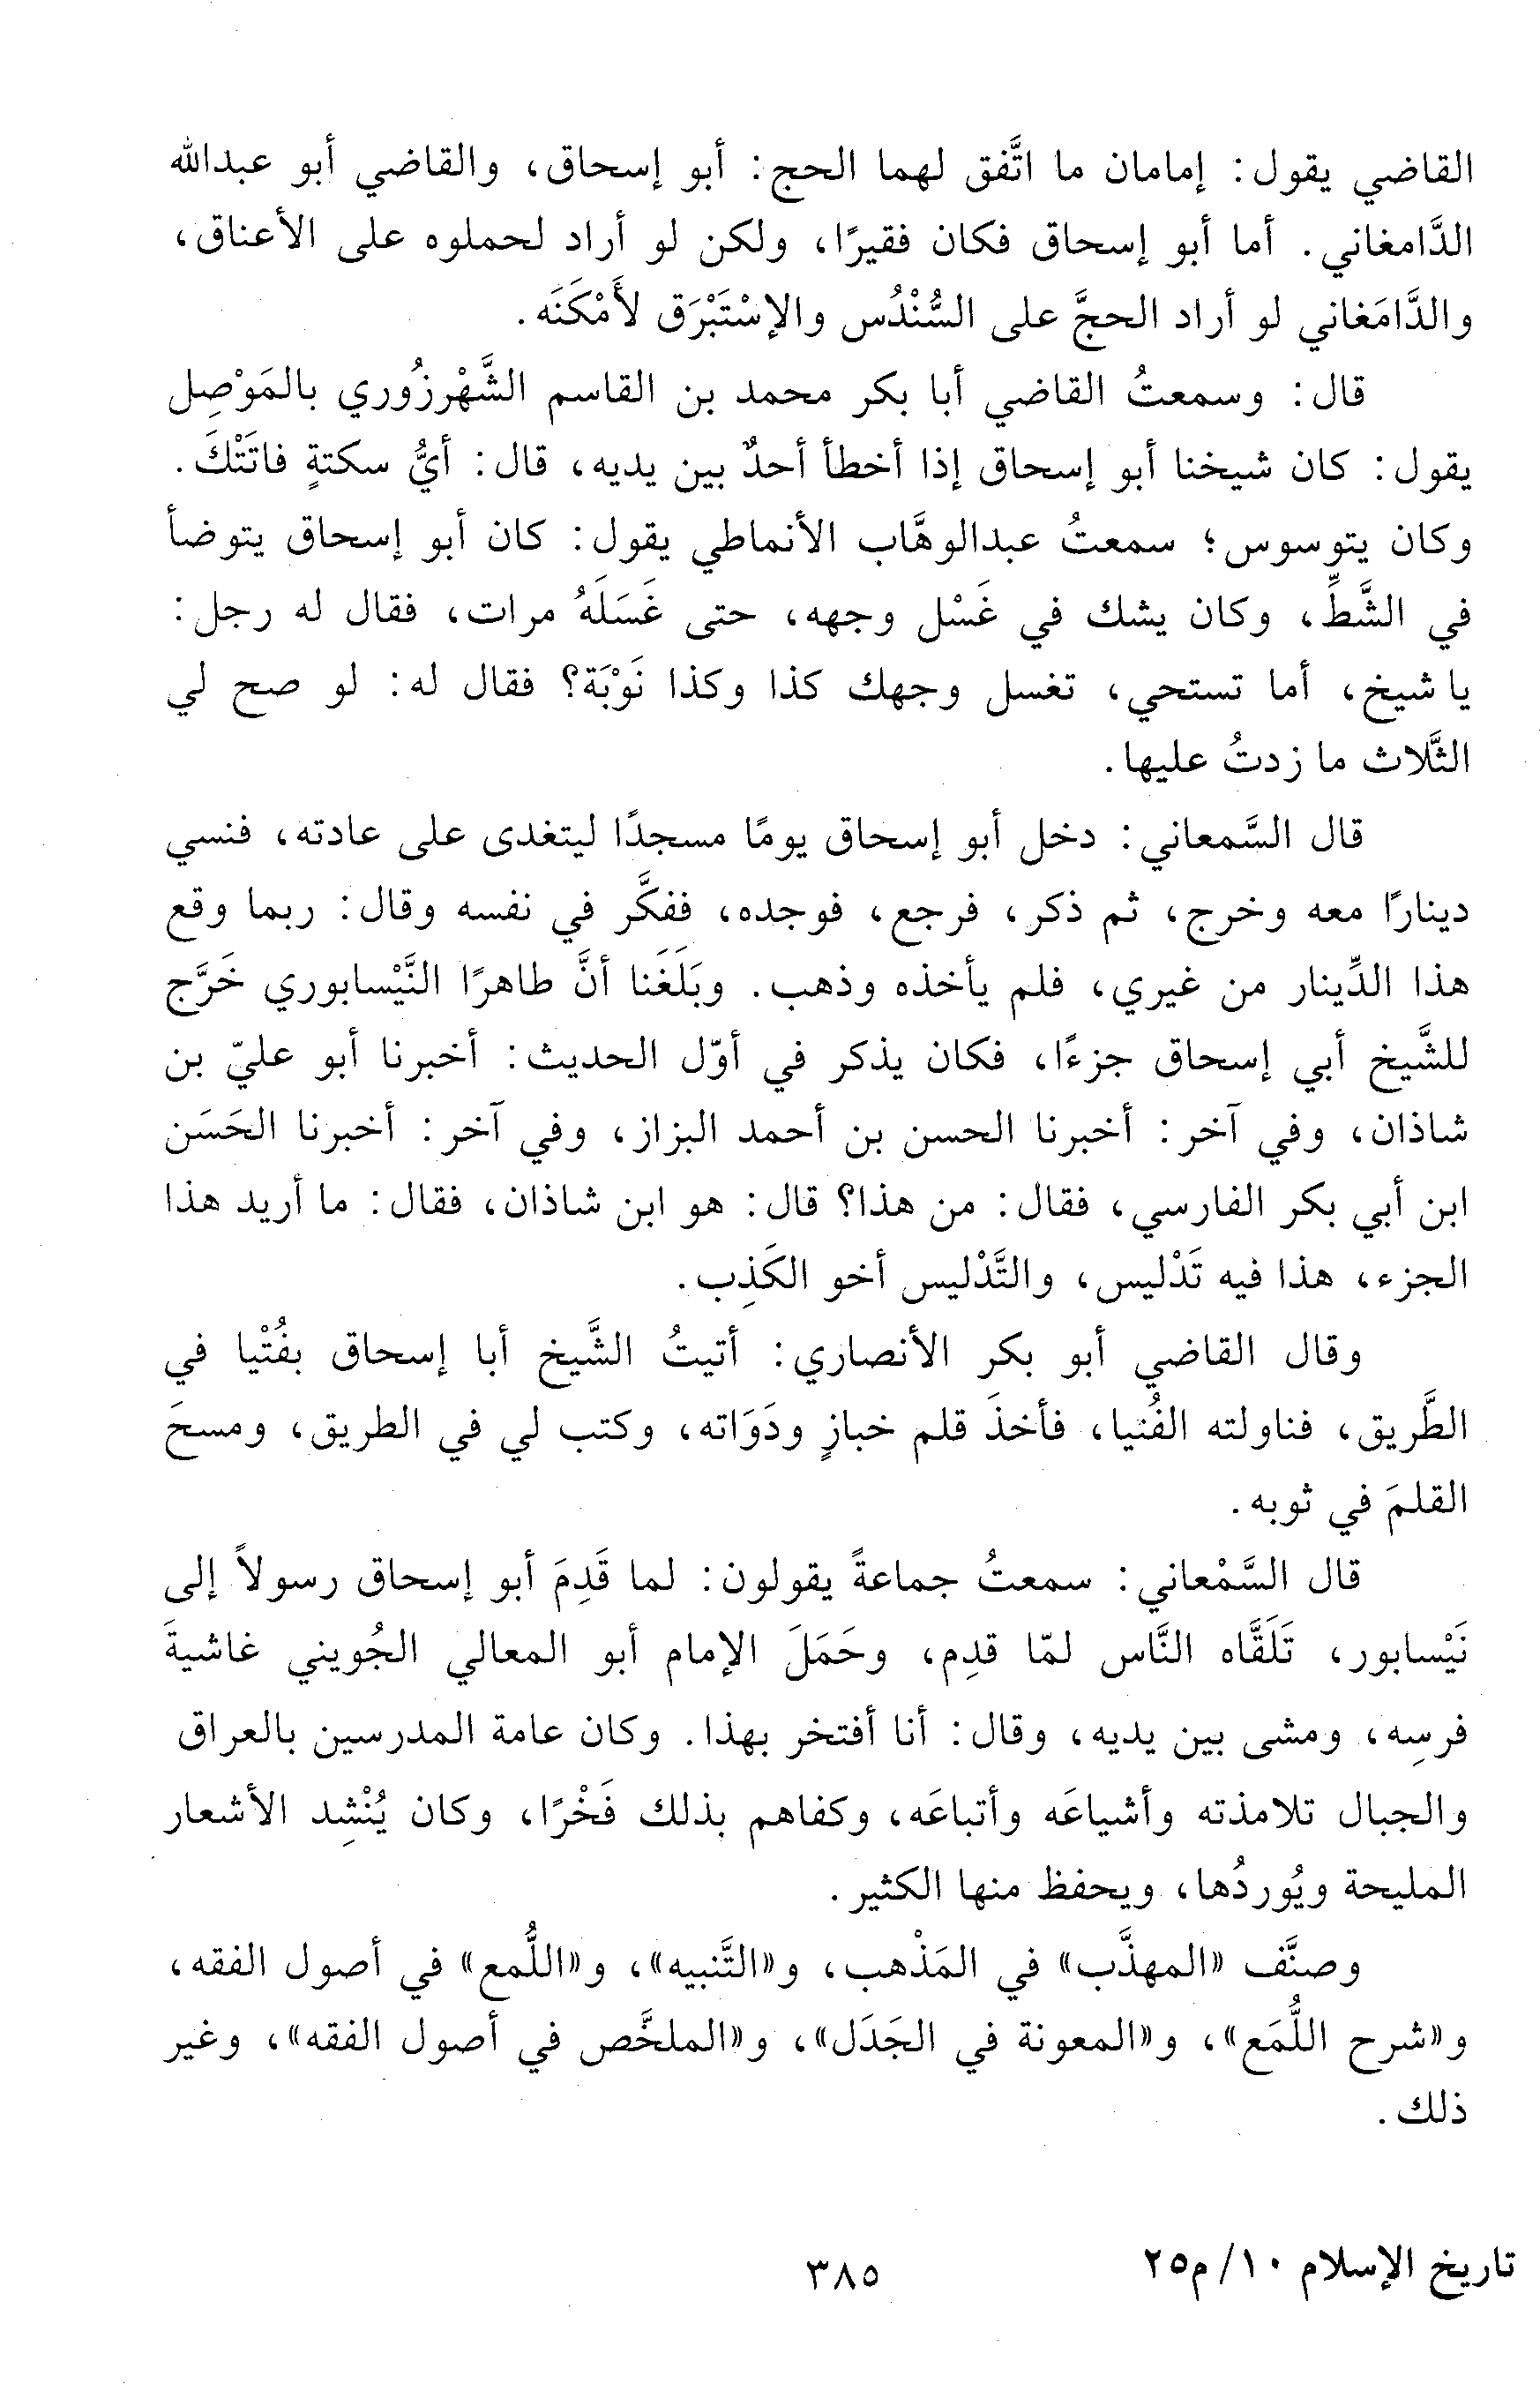 القاضي يقول: إمامان ما اتَّفق لهما الحج: أبو إسحاق، والقاضي أبو عبدالله
الدَّامغاني. أما أبو إسحاق فكان فقيرًا، ولكن لو أراد لحملوه على الأعناق،
والدَّامَغاني لو أراد الحجَّ على السُّنْدُس والإسْتَبْرَق لأَمْكَنَه.
قال: وسمعتُ القاضي أبا بكر محمد بن القاسم الشَّهْرزُوري بالمَوْصِل
يقول: كان شيخنا أبو إسحاق إذا أخطأ أحدٌ بين يديه، قال: أيُّ سكتةٍ فاتَتْكَ.
وكان يتوسوس؛ سمعتُ عبدالوهَّاب الأنماطي يقول: كان أبو إسحاق يتوضأ
في الشَّطِّ، وكان يشك في غَسْل وجهه، حتى غَسَلَهُ مرات، فقال له رجل:
يا شيخ، أما تستحي، تغسل وجهك كذا وكذا نَوْبَة؟ فقال له: لو صح لي
الثَّلاث ما زدتُ عليها.
قال السَّمعاني: دخل أبو إسحاق يومًا مسجدًا ليتغدى على عادته، فنسي
دينارًا معه وخرج، ثم ذكر، فرجع، فوجده، ففكَّر في نفسه وقال: ربما وقع
هذا الدِّينار من غيري، فلم يأخذه وذهب. وبَلَغَنا أنَّ طاهرًا النَّيْسابوري خَرَّج
للشَّيخ أبي إسحاق جزءًا، فكان يذكر في أوّل الحديث: أخبرنا أبو عليّ بن
شاذان، وفي آخر: أخبرنا الحسن بن أحمد البزاز، وفي آخر: أخبرنا الحَسَن
ابن أبي بكر الفارسي، فقال: من هذا؟ قال: هو ابن شاذان، فقال: ما أريد هذا
الجزء، هذا فيه تَدْليس، والتَّدْليس أخو الكَذِب.
وقال القاضي أبو بكر الأنصاري: أتيتُ الشَّيخ أبا إسحاق بفُتْيا في
الطَّريق، فناولته الفُتيا، فأخذَ قلم خبازٍ ودَوَاته، وكتب لي في الطريق، ومسحَ
القلمَ في ثوبه.
قال السَّمْعاني: سمعتُ جماعةً يقولون: لما قَدِمَ أبو إسحاق رسولاً إلى
نَيْسابور، تَلَقَّاه النَّاس لمّا قدِم، وحَمَلَ الإمام أبو المعالي الجُويني غاشيةَ
فرسِه، ومشى بين يديه، وقال: أنا أفتخر بهذا. وكان عامة المدرسين بالعراق
والجبال تلامذته وأشياعَه وأتباعَه، وكفاهم بذلك فَخْرًا، وكان يُنْشِد الأشعار
المليحة ويُوردُها، ويحفظ منها الكثير.
وصنَّف «المهذَّب» في المَذْهب، و«التَّنبيه»، و«اللُّمع» في أصول الفقه،
و«شرح اللُّمَع»، و«المعونة في الجَدَل»، و«الملخَّص في أصول الفقه»، وغير
ذلك.
تاريخ الإسلام ١٠/ م٢٥
٣٨٥